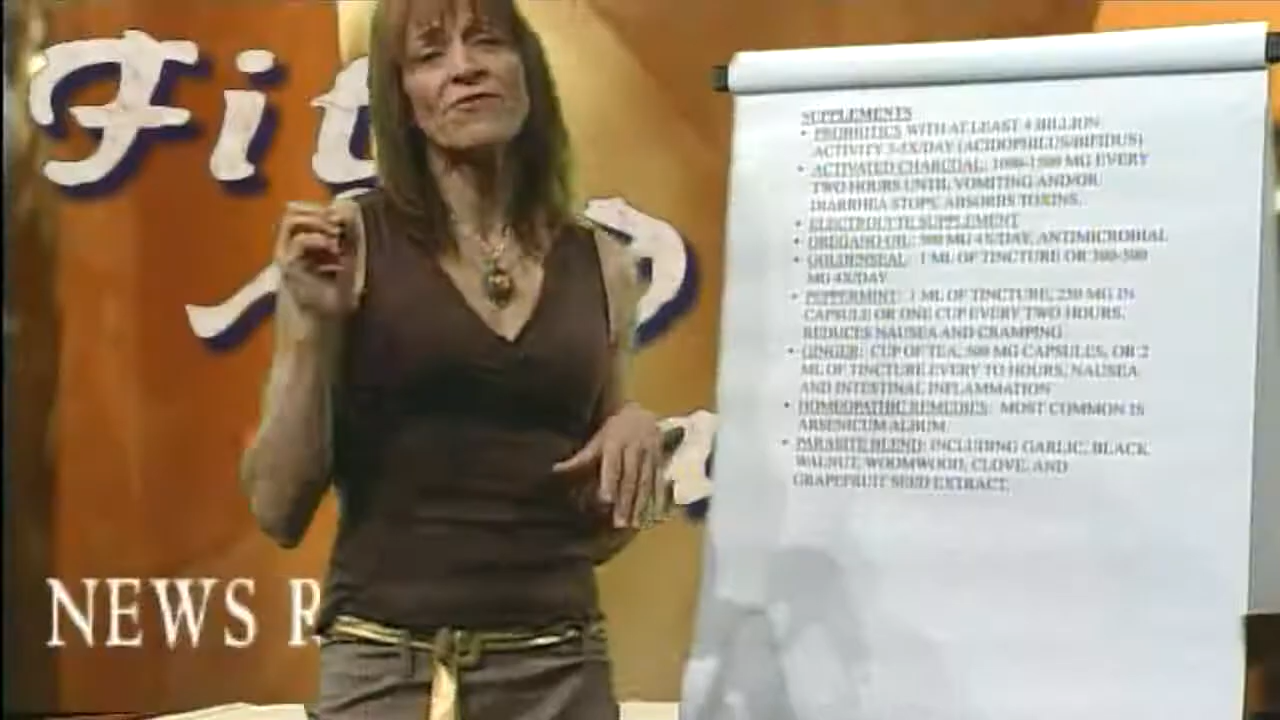 Fit
NEWS R
SUPPLEMENTS
• PROBIOTICS WITH AT LEAST 4 BILLION
ACTIVITY 3-5X/DAY (ACIDOPHILUS/BIFIDUS)
• ACTIVATED CHARCOAL: 1000-1500 MG EVERY
TWO HOURS UNTIL VOMITING AND/OR
DIARRHEA STOPS. ABSORBS TOXINS.
• ELECTROLYTE SUPPLEMENT
• OREGANO OIL: 500 MG 4X/DAY, ANTIMICROBIAL
• GOLDENSEAL: 1 ML OF TINCTURE OR 300-500
MG 4X/DAY
• PEPPERMINT: 1 ML OF TINCTURE, 250 MG IN
CAPSULE OR ONE CUP EVERY TWO HOURS.
REDUCES NAUSEA AND CRAMPING
• GINGER: CUP OF TEA, 500 MG CAPSULES, OR 2
ML OF TINCTURE EVERY TO HOURS, NAUSEA
AND INTESTINAL INFLAMMATION
• HOMEOPATHIC REMEDIES: MOST COMMON IS
ARSENICUM ALBUM.
• PARASITE BLEND: INCLUDING GARLIC, BLACK
WALNUT, WOOMWOOD, CLOVE, AND
GRAPEFRUIT SEED EXTRACT.